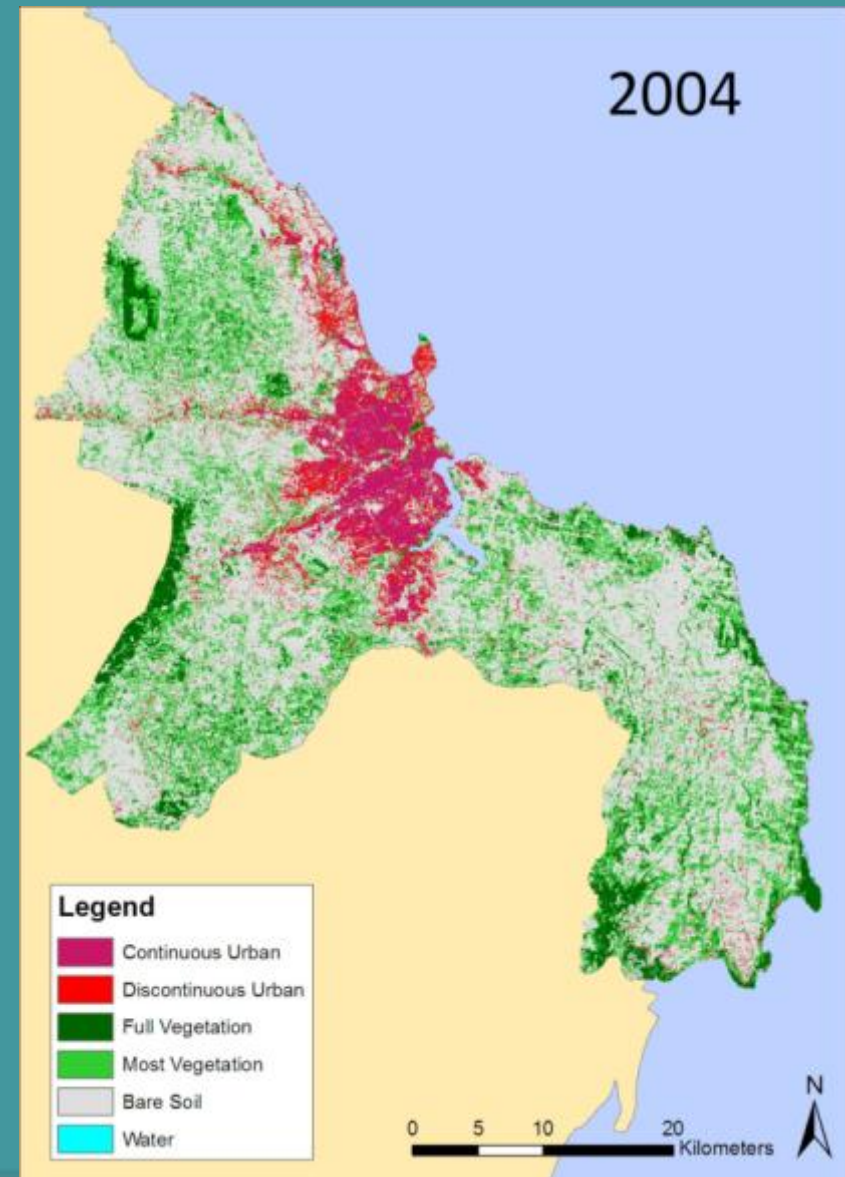 2004
Legend
Continuous Urban
Discontinuous Urban
Full Vegetation
Most Vegetation
Bare Soil
Water
0 5 10 20
Kilometers
N